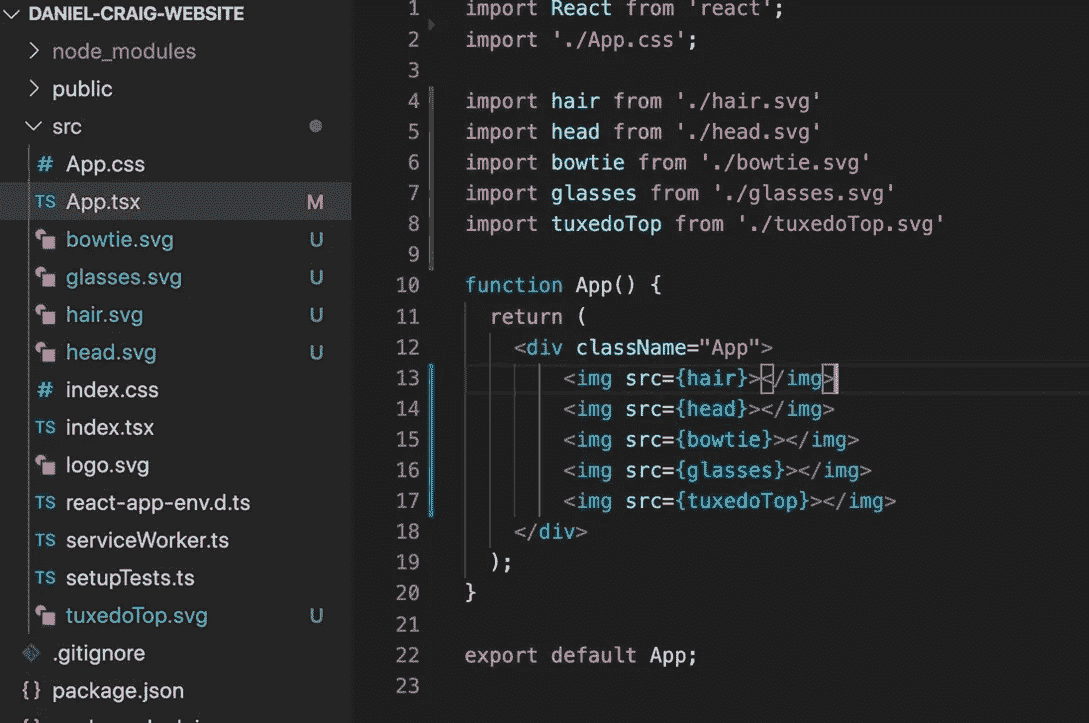 DANIEL-CRAIG-WEBSITE
node_modules
public
src
# App.css
TS App.tsx M
bowtie.svg U
glasses.svg U
hair.svg U
head.svg U
# index.css
TS index.tsx
logo.svg
TS react-app-env.d.ts
TS serviceWorker.ts
TS setupTests.ts
tuxedoTop.svg U
.gitignore
{} package.json
1 import React from 'react';
2 import './App.css';
3
4 import hair from './hair.svg'
5 import head from './head.svg'
6 import bowtie from './bowtie.svg'
7 import glasses from './glasses.svg'
8 import tuxedoTop from './tuxedoTop.svg'
9
10 function App() {
11 return (
12 <div className="App">
13 <img src={hair}></img>
14 <img src={head}></img>
15 <img src={bowtie}></img>
16 <img src={glasses}></img>
17 <img src={tuxedoTop}></img>
18 </div>
19 );
20 }
21
22 export default App;
23